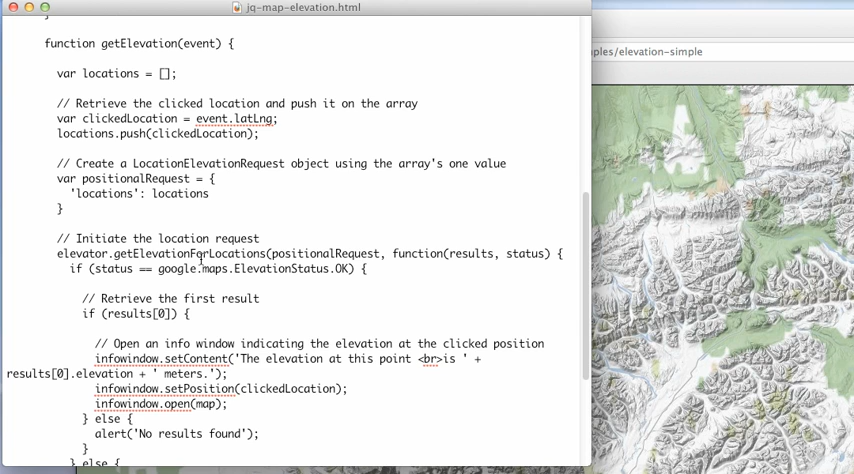 jq-map-elevation.html
}
function getElevation(event) {
var locations = [];
// Retrieve the clicked location and push it on the array
var clickedLocation = event.latLng;
locations.push(clickedLocation);
// Create a LocationElevationRequest object using the array's one value
var positionalRequest = {
'locations': locations
}
// Initiate the location request
elevator.getElevationForLocations(positionalRequest, function(results, status) {
if (status == google.maps.ElevationStatus.OK) {
// Retrieve the first result
if (results[0]) {
// Open an info window indicating the elevation at the clicked position
infowindow.setContent('The elevation at this point <br>is ' +
results[0].elevation + ' meters.');
infowindow.setPosition(clickedLocation);
infowindow.open(map);
} else {
alert('No results found');
}
} else {
ples/elevation-simple